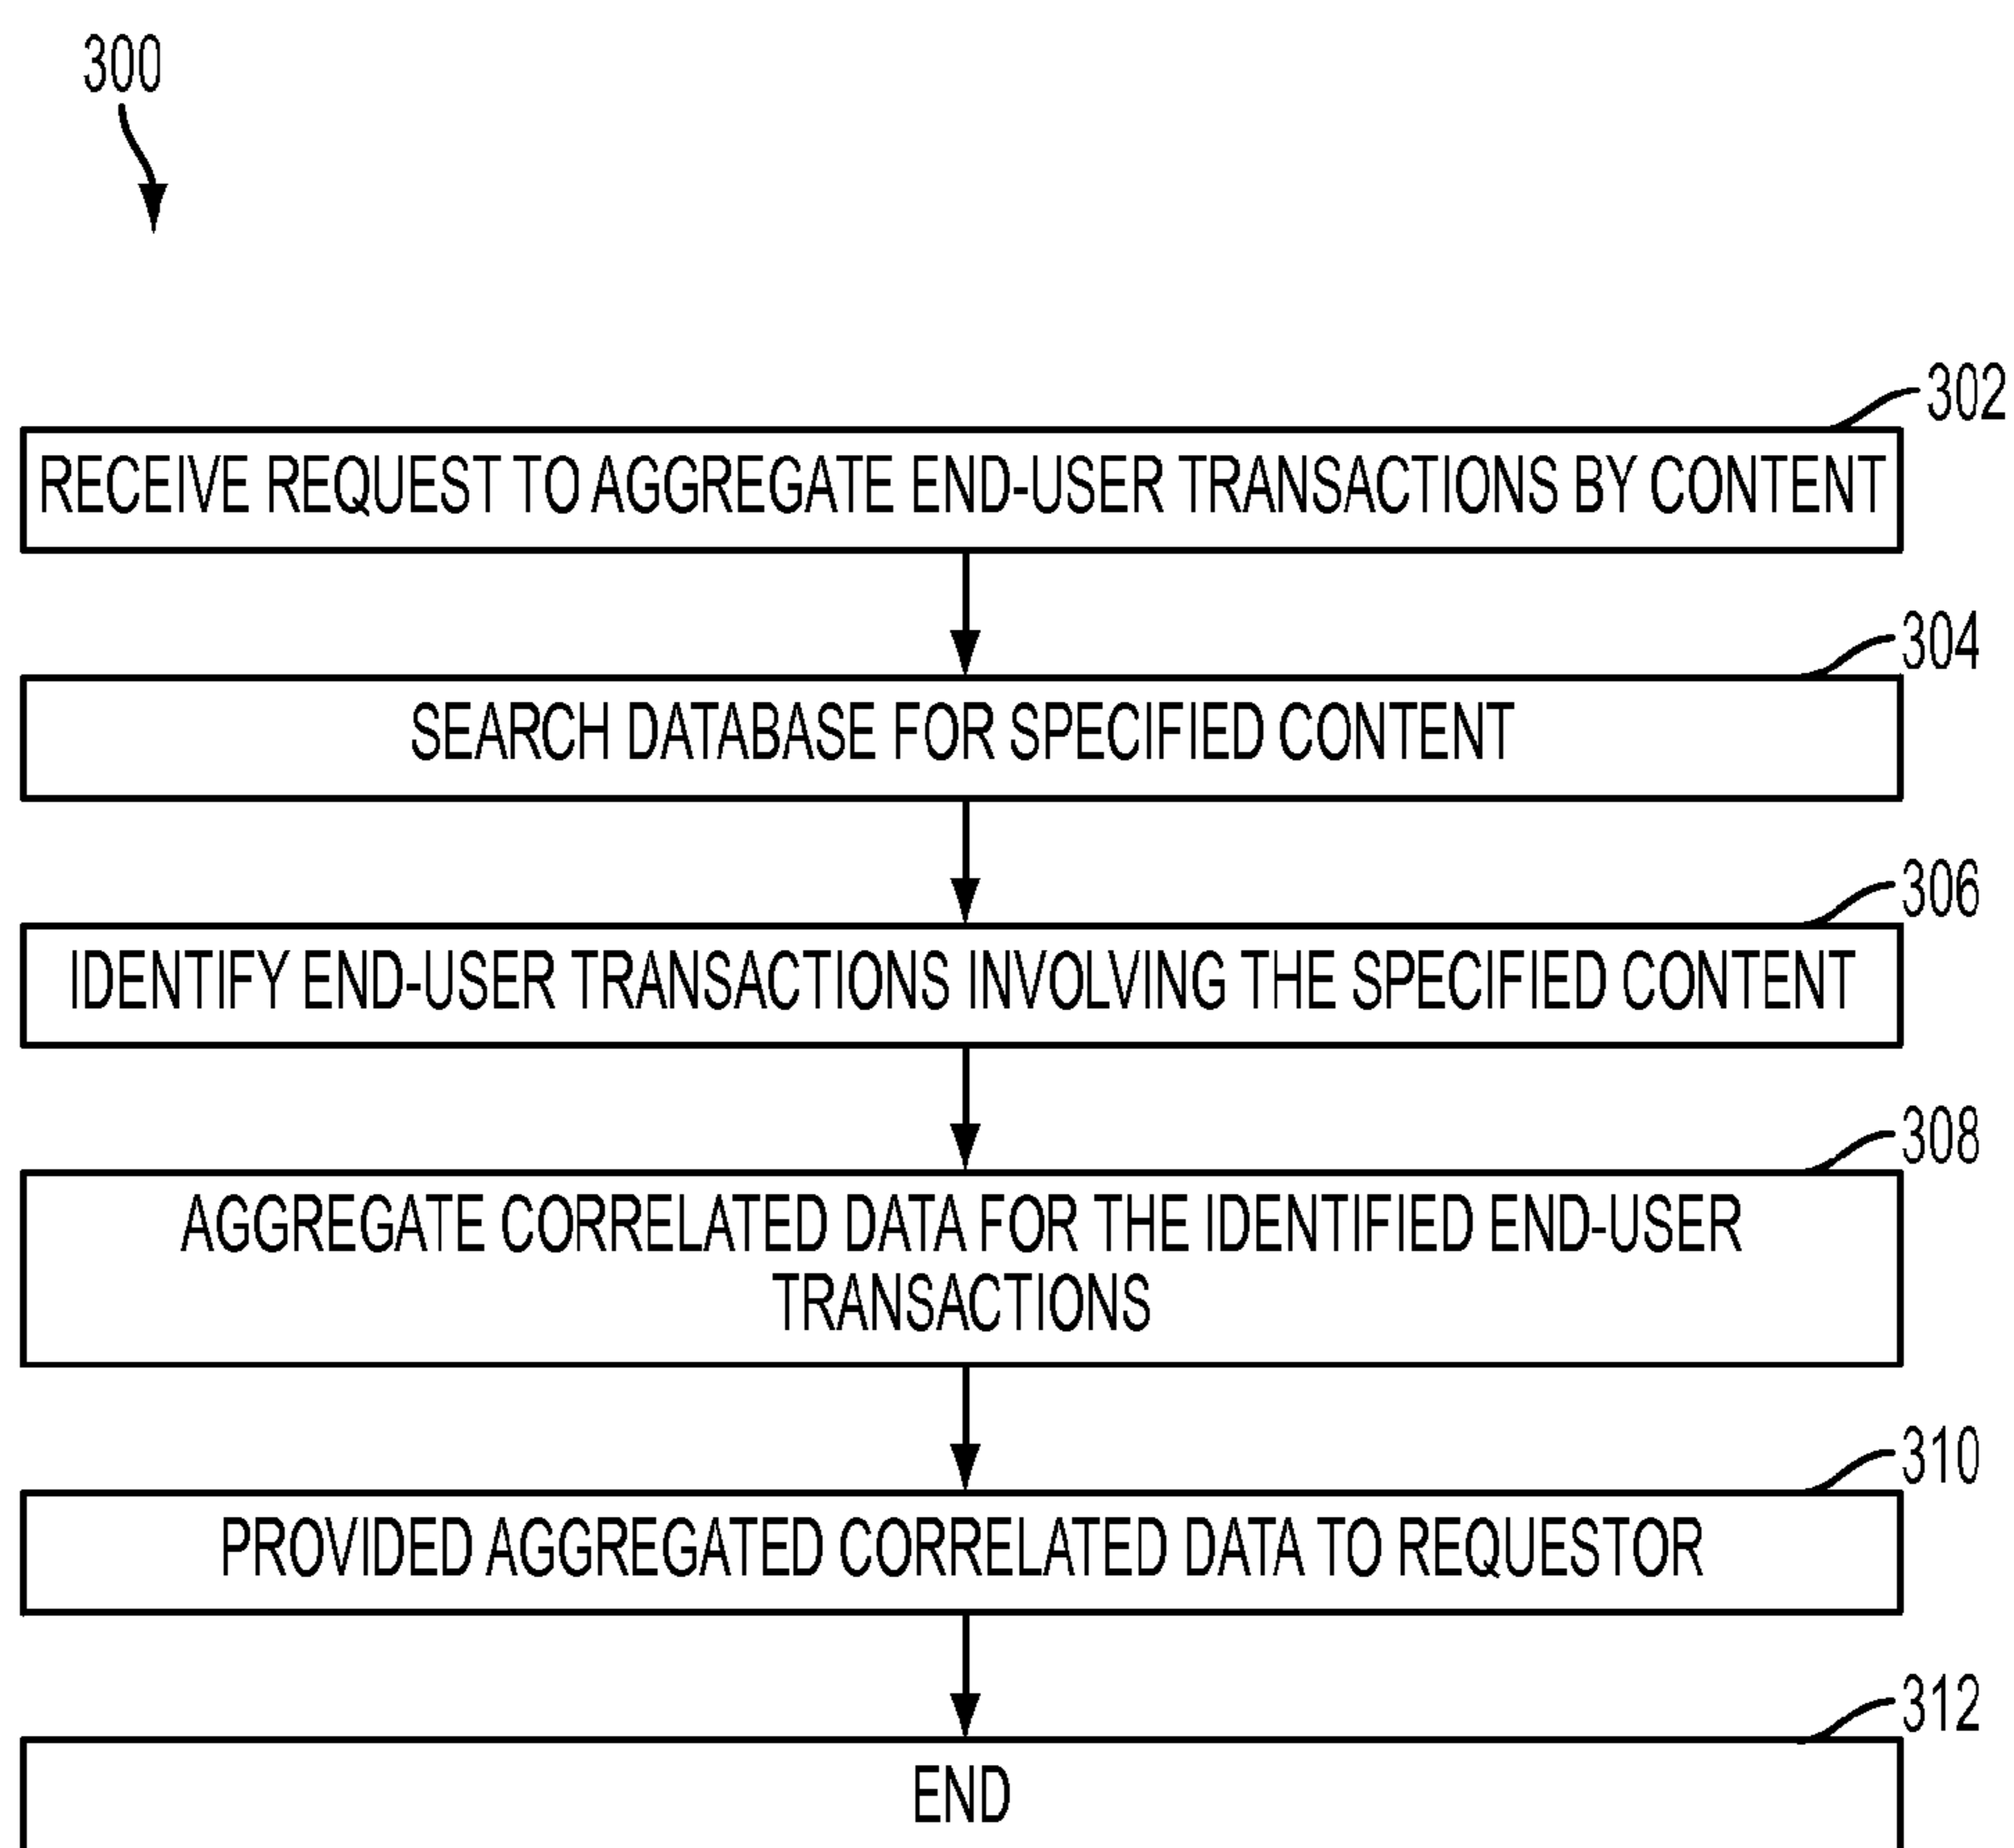 300
302
RECEIVE REQUEST TO AGGREGATE END-USER TRANSACTIONS BY CONTENT
304
SEARCH DATABASE FOR SPECIFIED CONTENT
306
IDENTIFY END-USER TRANSACTIONS INVOLVING THE SPECIFIED CONTENT
308
AGGREGATE CORRELATED DATA FOR THE IDENTIFIED END-USER
TRANSACTIONS
310
PROVIDED AGGREGATED CORRELATED DATA TO REQUESTOR
312
END